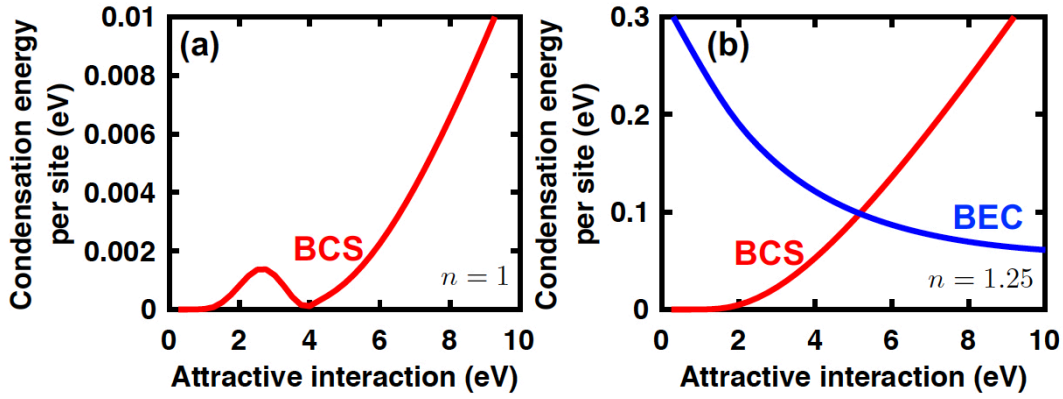 (a)
Condensation energy
per site (eV)
0.01
0.008
0.006
0.004
0.002
0
BCS
n = 1
0 2 4 6 8 10
Attractive interaction (eV)
(b)
Condensation energy
per site (eV)
0.3
0.2
0.1
0
BEC
BCS
n = 1.25
0 2 4 6 8 10
Attractive interaction (eV)